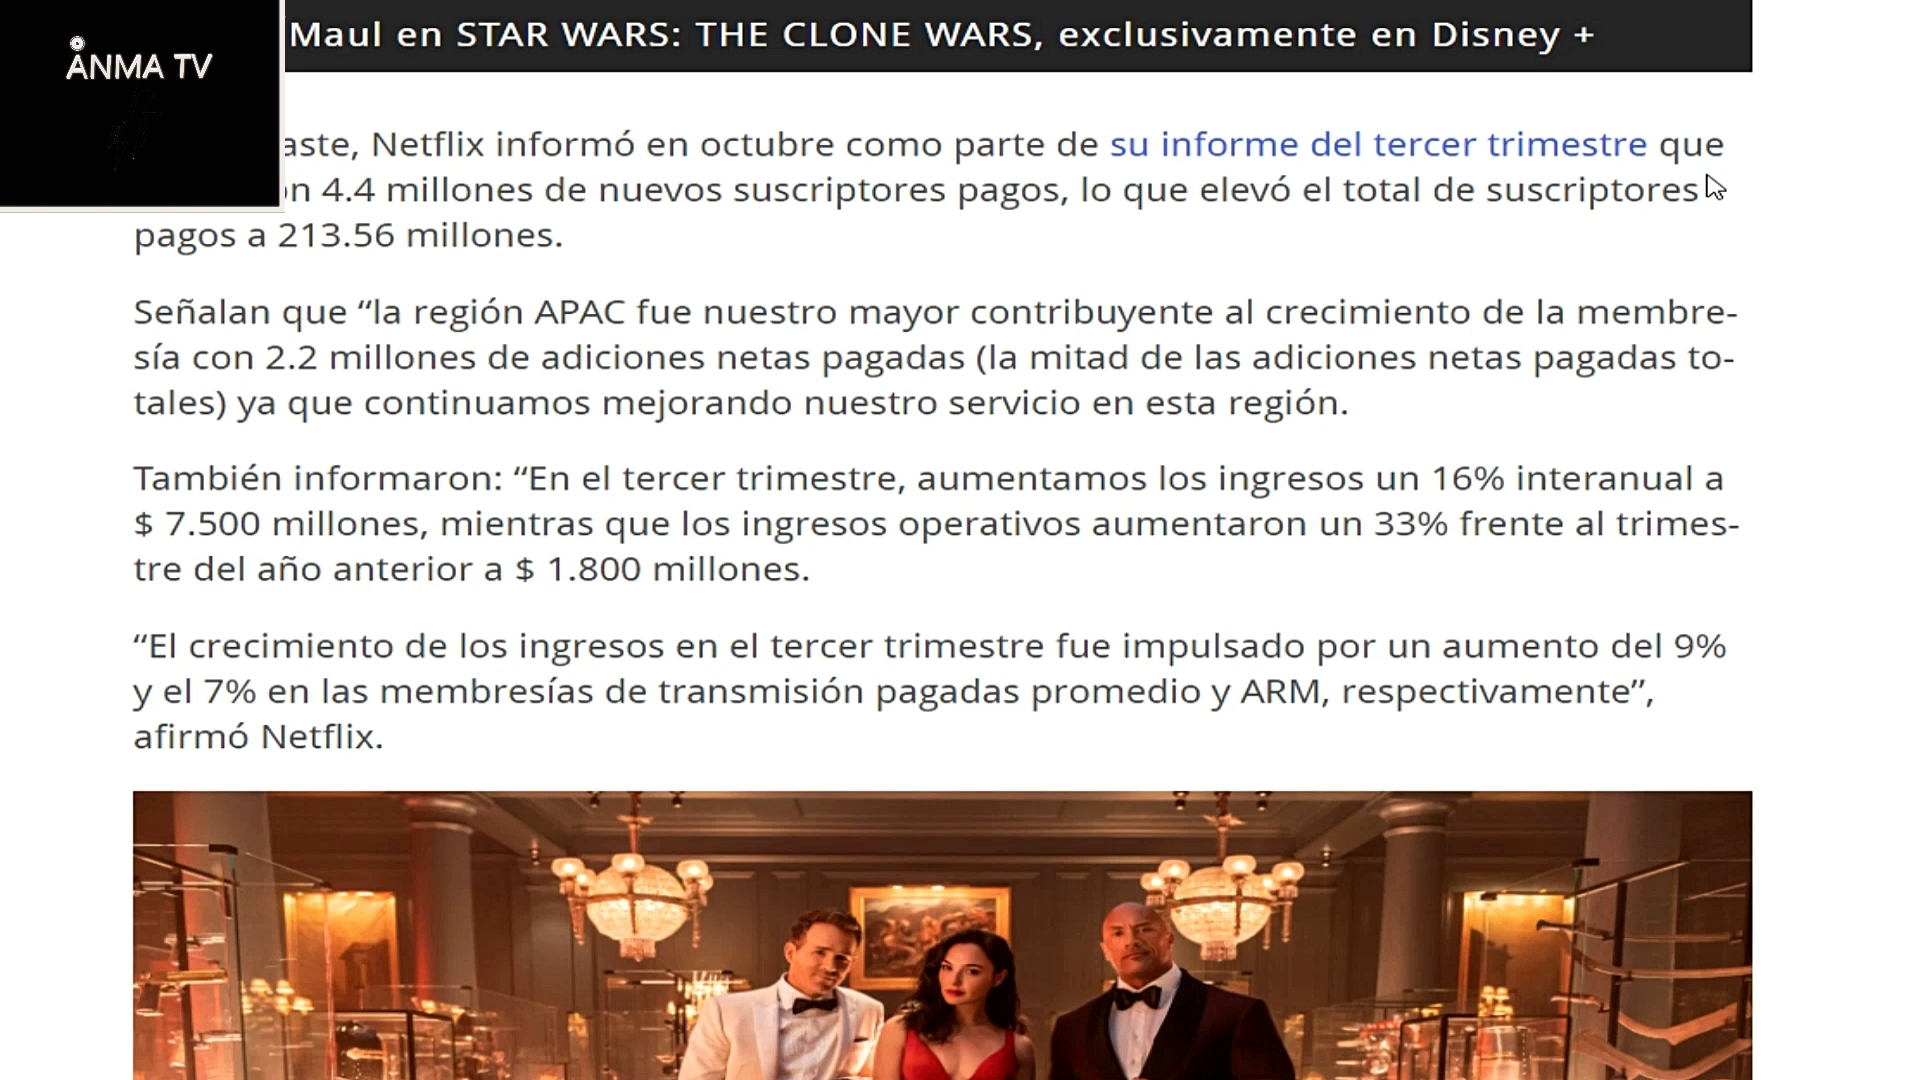 ANMA TV
Maul en STAR WARS: THE CLONE WARS, exclusivamente en Disney +
aste, Netflix informó en octubre como parte de su informe del tercer trimestre que
n 4.4 millones de nuevos suscriptores pagos, lo que elevó el total de suscriptores
pagos a 213.56 millones.
Señalan que “la región APAC fue nuestro mayor contribuyente al crecimiento de la membre-
sía con 2.2 millones de adiciones netas pagadas (la mitad de las adiciones netas pagadas to-
tales) ya que continuamos mejorando nuestro servicio en esta región.
También informaron: “En el tercer trimestre, aumentamos los ingresos un 16% interanual a
$ 7.500 millones, mientras que los ingresos operativos aumentaron un 33% frente al trimes-
tre del año anterior a $ 1.800 millones.
“El crecimiento de los ingresos en el tercer trimestre fue impulsado por un aumento del 9%
y el 7% en las membresías de transmisión pagadas promedio y ARM, respectivamente”,
afirmó Netflix.